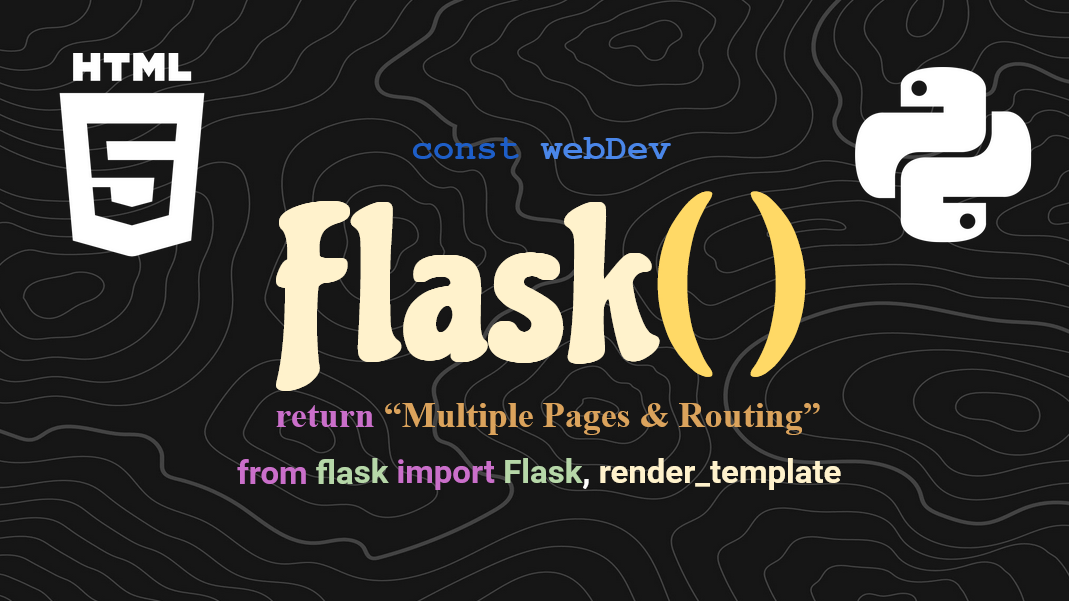 HTML
const webDev
flask()
return “Multiple Pages & Routing”
from flask import Flask, render_template